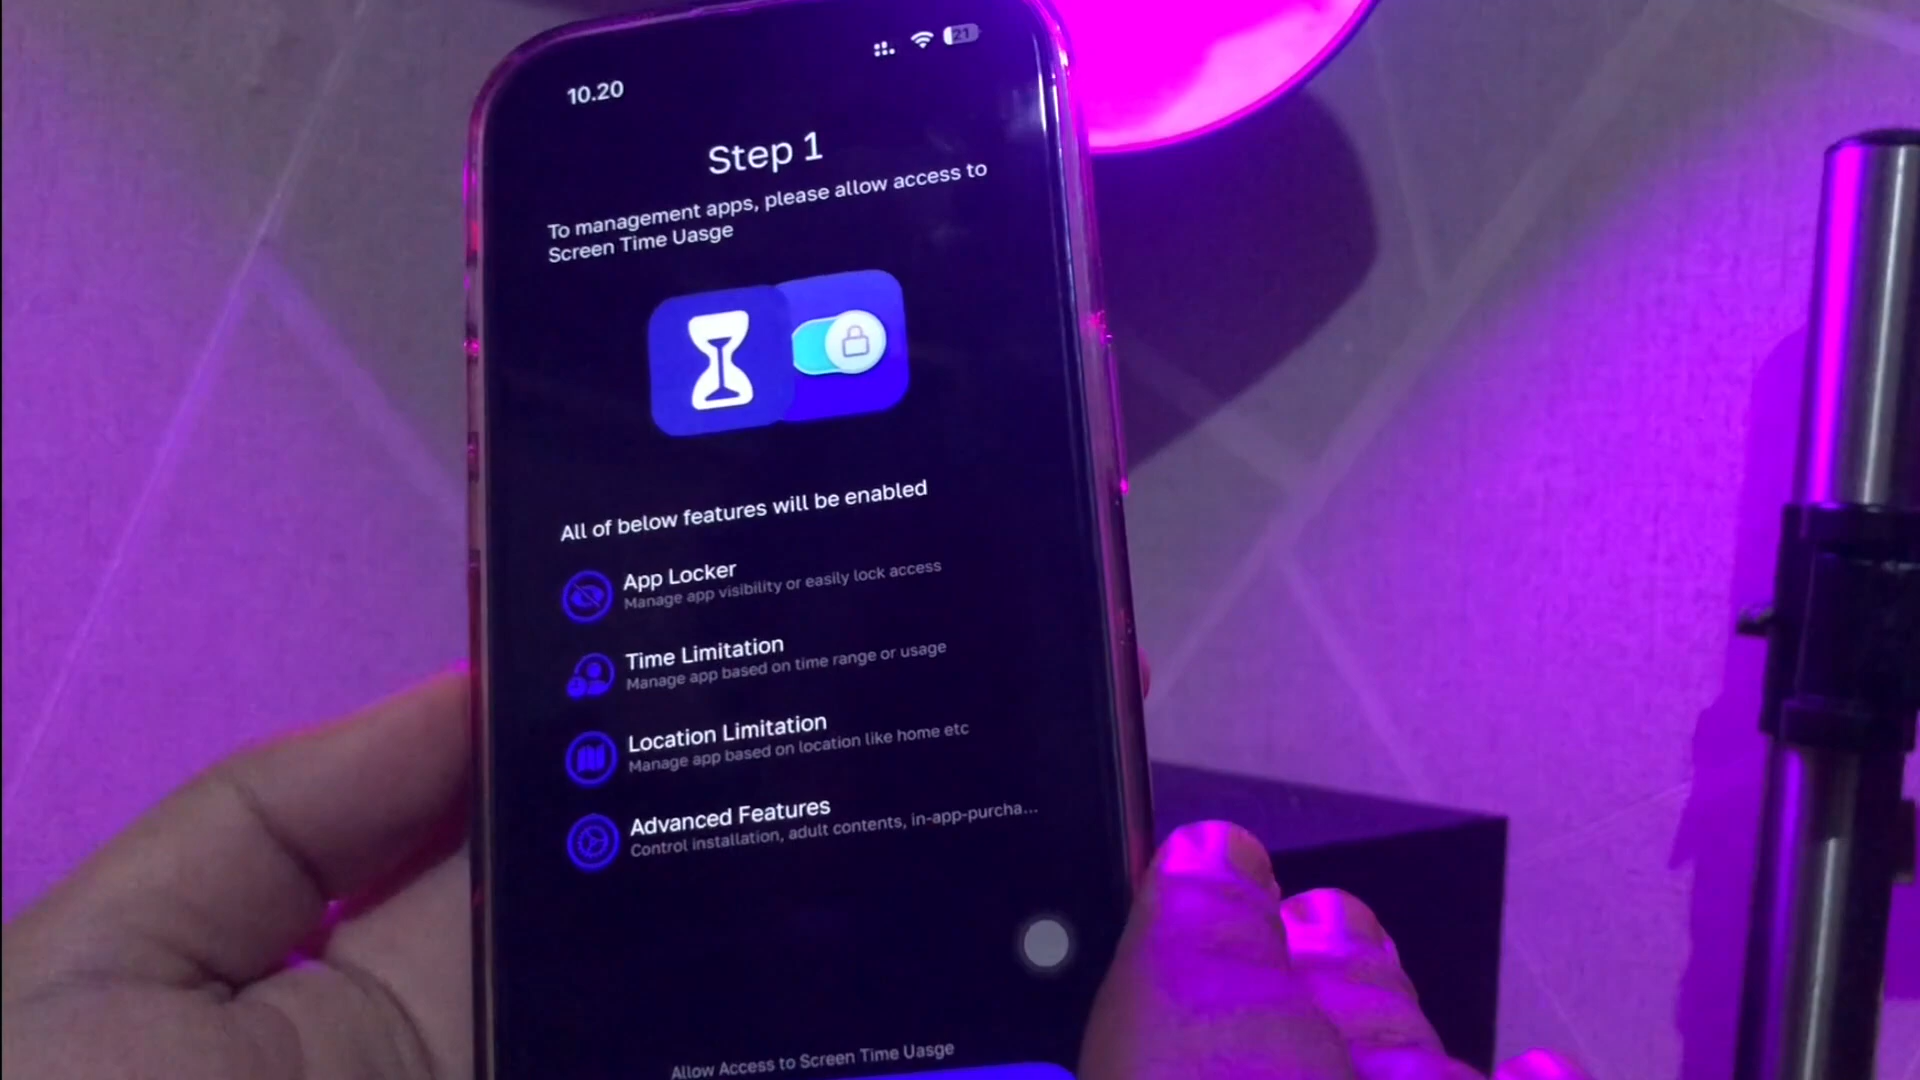 10.20
21
Step 1
To management apps, please allow access to
Screen Time Uasge
All of below features will be enabled
App Locker
Manage app visibility or easily lock access
Time Limitation
Manage app based on time range or usage
Location Limitation
Manage app based on location like home etc
Advanced Features
Control installation, adult contents, in-app-purcha...
Allow Access to Screen Time Uasge